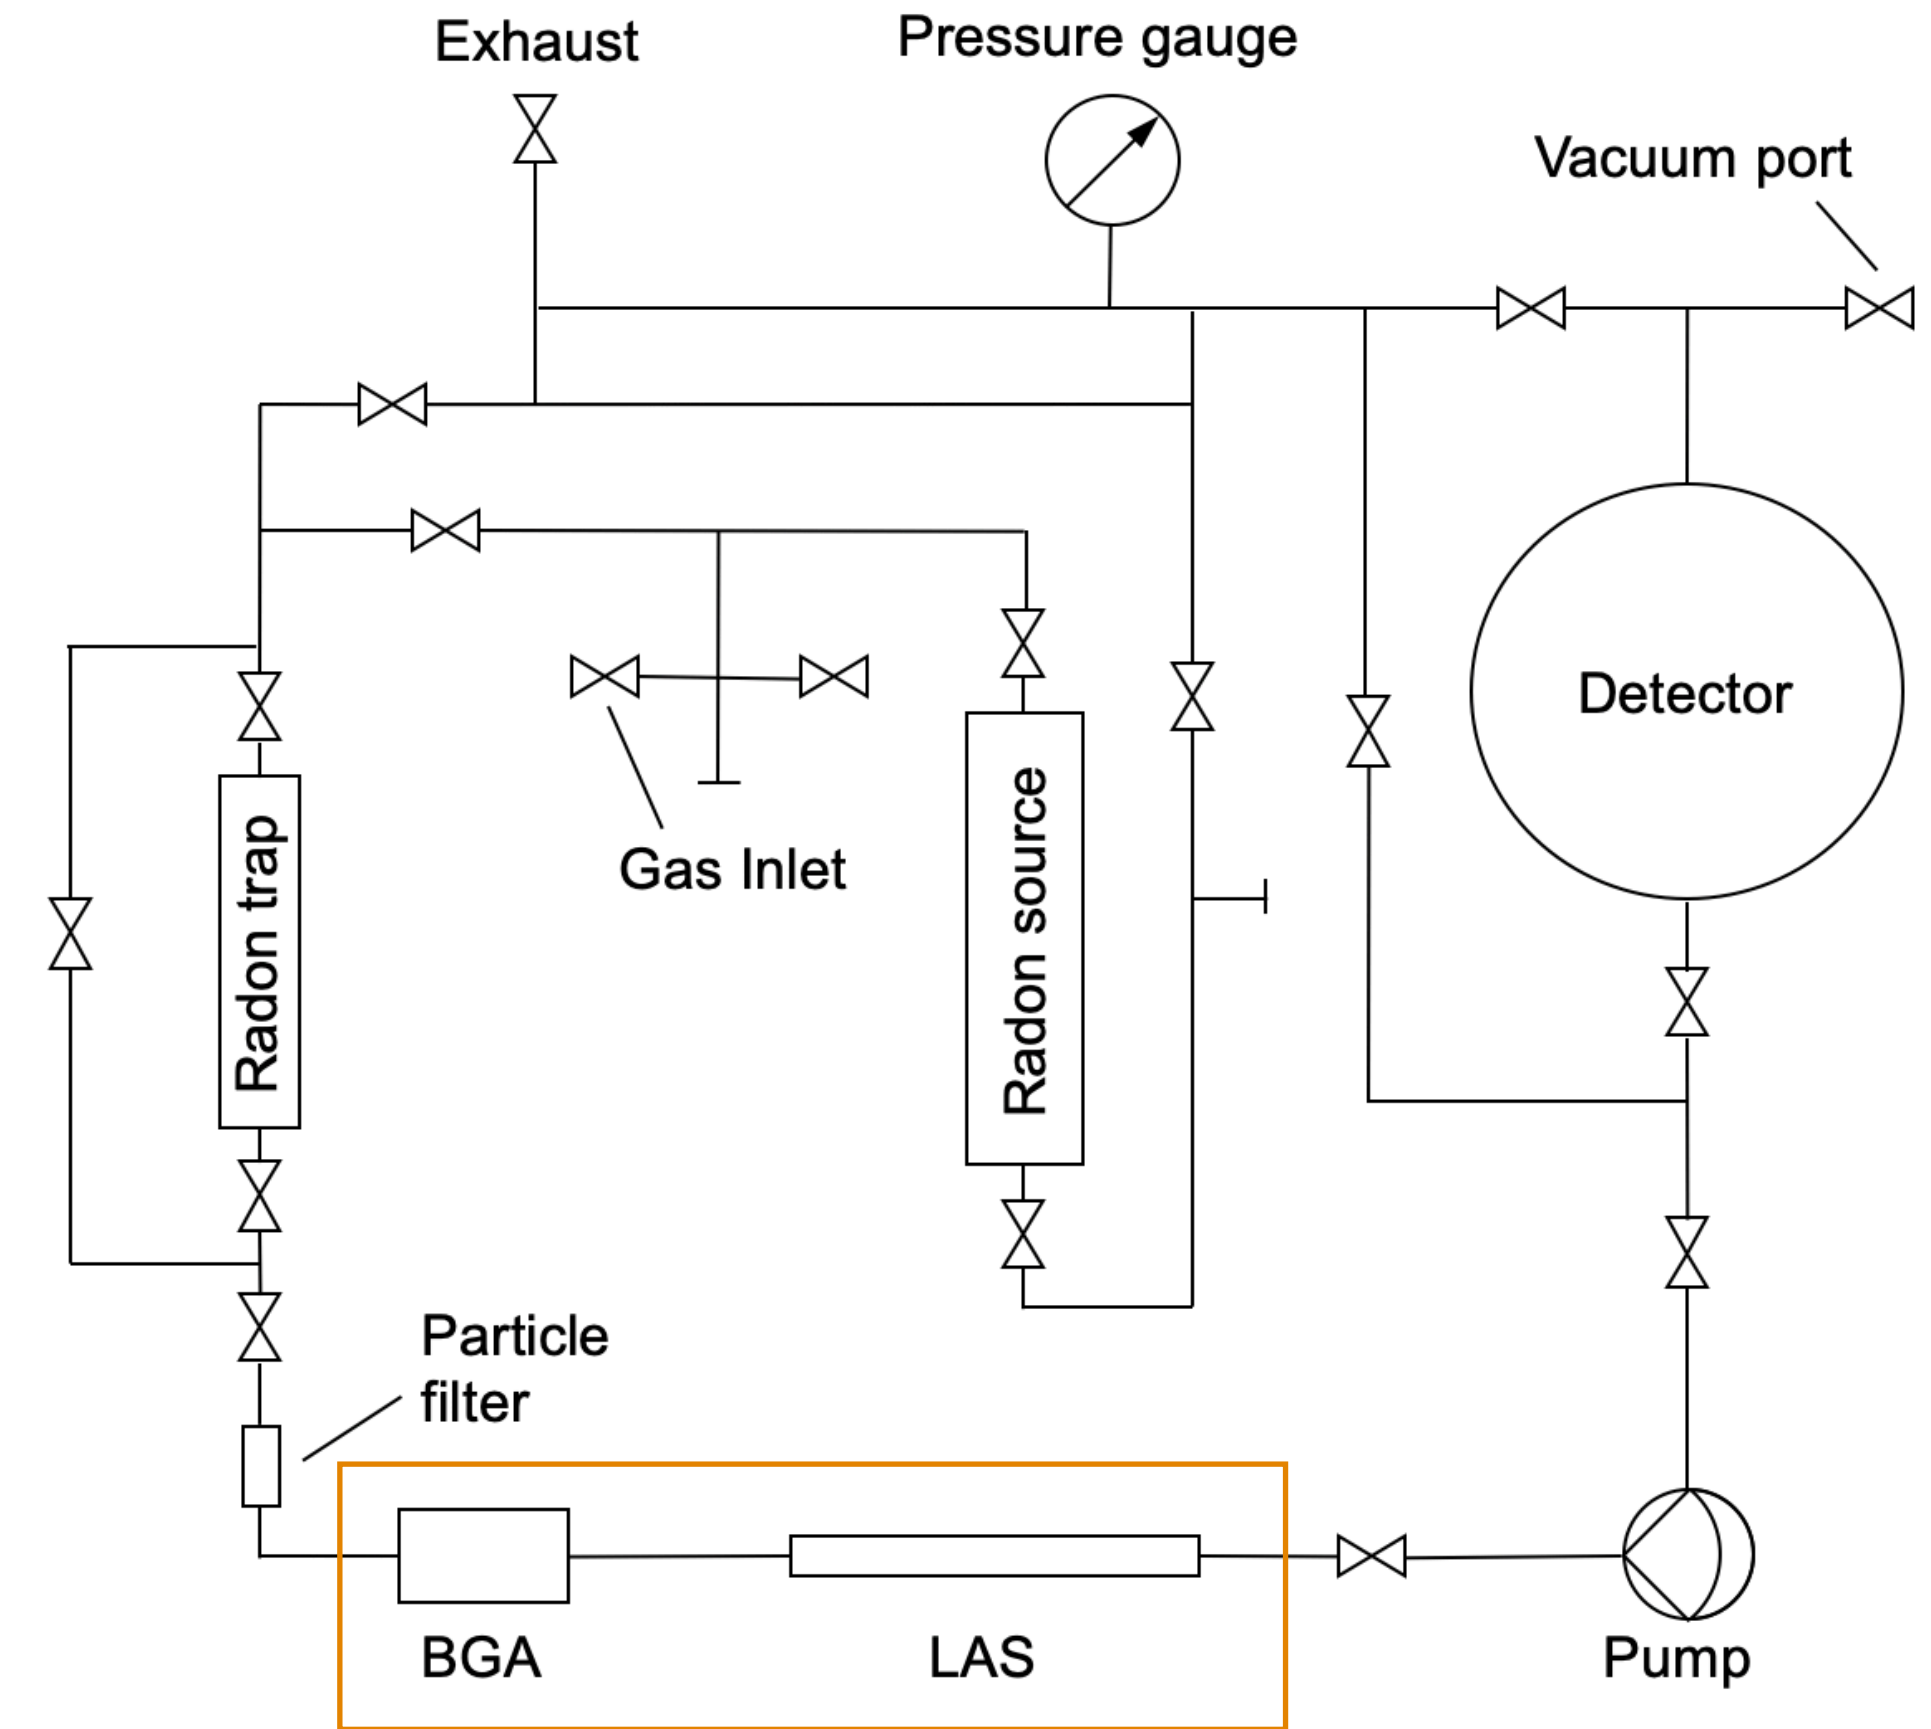 Exhaust
Pressure gauge
Vacuum port
Detector
Radon trap
Gas Inlet
Radon source
Particle
filter
BGA
LAS
Pump